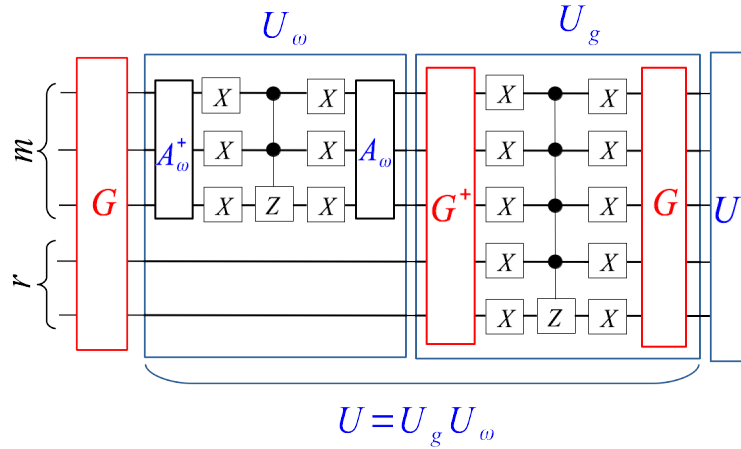 U_ω U_g
m
r
G
A_ω^+
X X
X X
Z
X X
A_ω
G^+
X X
X X
X X
X X
X Z X
G
U
U = U_g U_ω